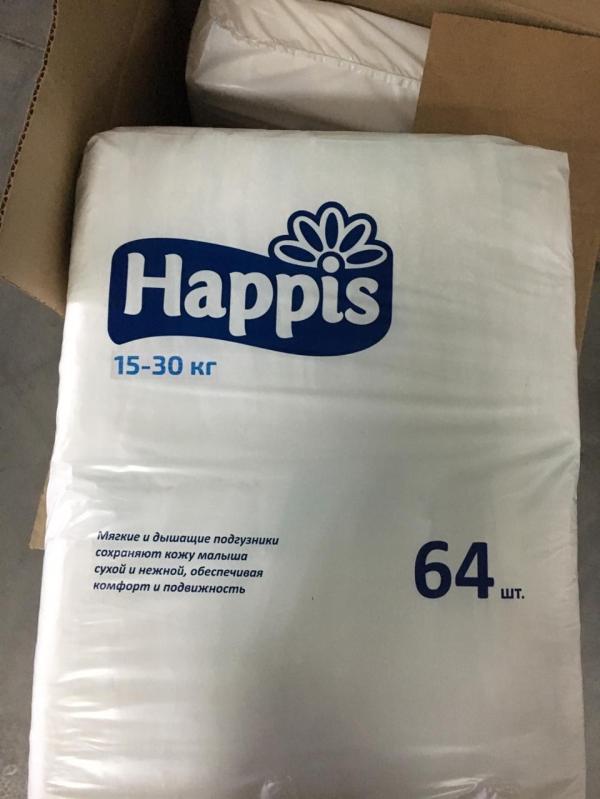 Happis
15-30 кг
Мягкие и дышащие подгузники
сохраняют кожу малыша
сухой и нежной, обеспечивая
комфорт и подвижность
64 шт.